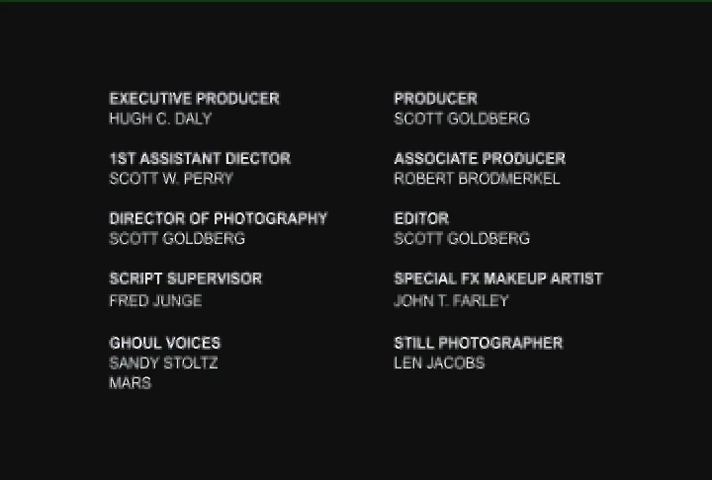 EXECUTIVE PRODUCER
HUGH C. DALY
PRODUCER
SCOTT GOLDBERG
1ST ASSISTANT DIECTOR
SCOTT W. PERRY
ASSOCIATE PRODUCER
ROBERT BRODMERKEL
DIRECTOR OF PHOTOGRAPHY
SCOTT GOLDBERG
EDITOR
SCOTT GOLDBERG
SCRIPT SUPERVISOR
FRED JUNGE
SPECIAL FX MAKEUP ARTIST
JOHN T. FARLEY
GHOUL VOICES
SANDY STOLTZ
MARS
STILL PHOTOGRAPHER
LEN JACOBS